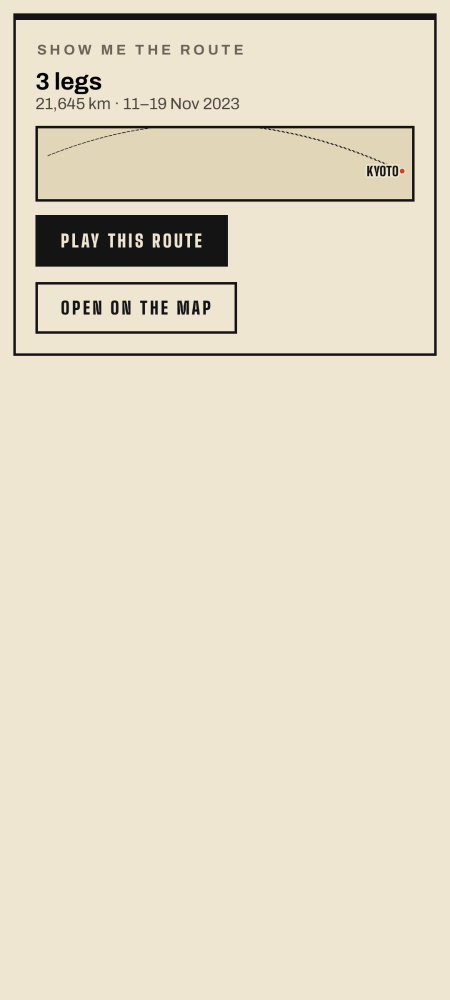 SHOW ME THE ROUTE
3 legs
21,645 km · 11–19 Nov 2023
KYOTO
PLAY THIS ROUTE
OPEN ON THE MAP